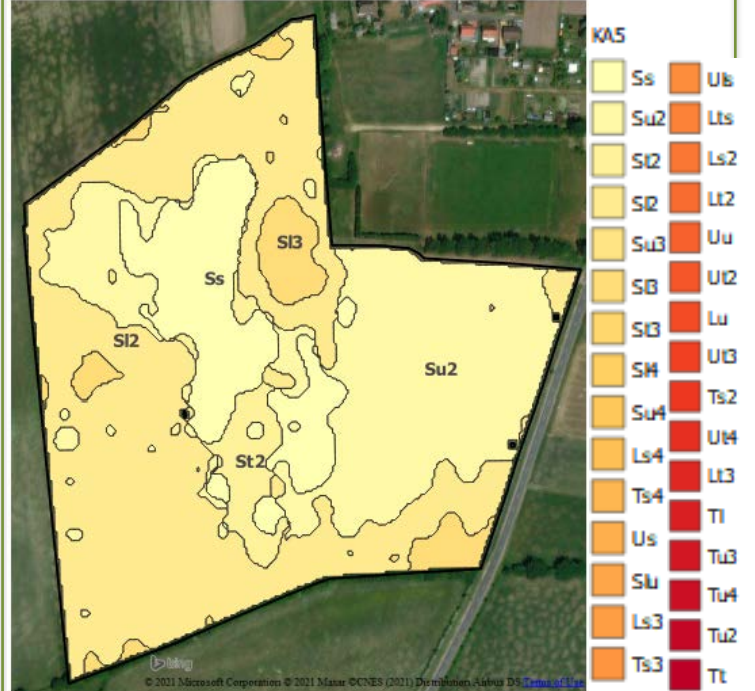 KA5
Ss
Su2
St2
Sl2
Su3
Sl3
St3
Sl4
Su4
Ls4
Ts4
Us
Slu
Ls3
Ts3
Uls
Lts
Ls2
Lt2
Uu
Ut2
Lu
Ut3
Ts2
Ut4
Lt3
Tl
Tu3
Tu4
Tu2
Tt
Sl3
Ss
Sl2
Su2
St2
bing
© 2021 Microsoft Corporation © 2021 Maxar ©CNES (2021) Distribution Airbus DS Terms of Use